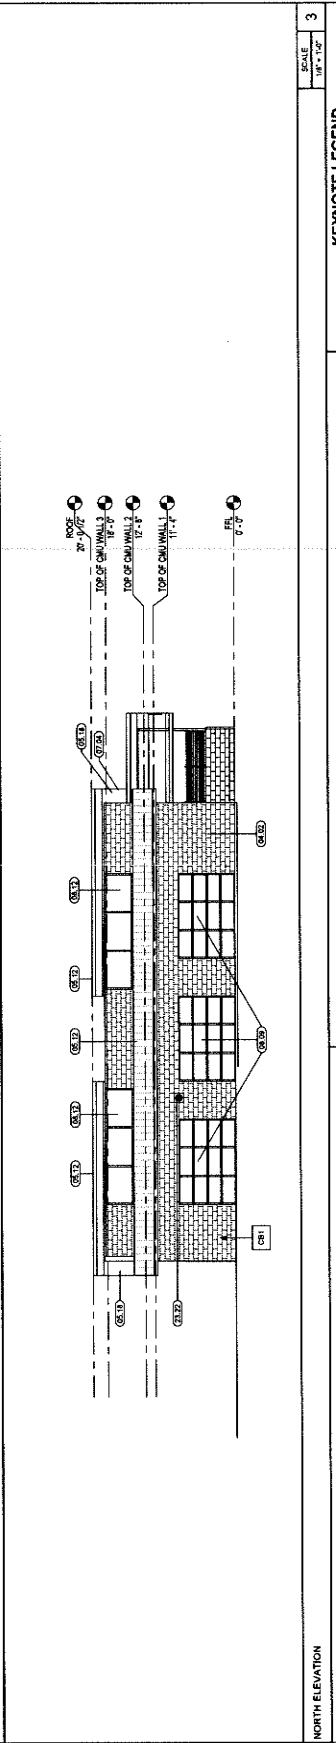 ROOF
20' - 0 1/2"
TOP OF CMU WALL 3
18' - 0"
TOP OF CMU WALL 2
12' - 8"
TOP OF CMU WALL 1
11' - 4"
FFL
0' - 0"
05.12
08.12
05.12
05.12
08.12
05.18
07.04
05.18
23.22
CB1
08.09
04.02
NORTH ELEVATION
SCALE
1/8" = 1'-0"
3
KEYNOTE LEGEND